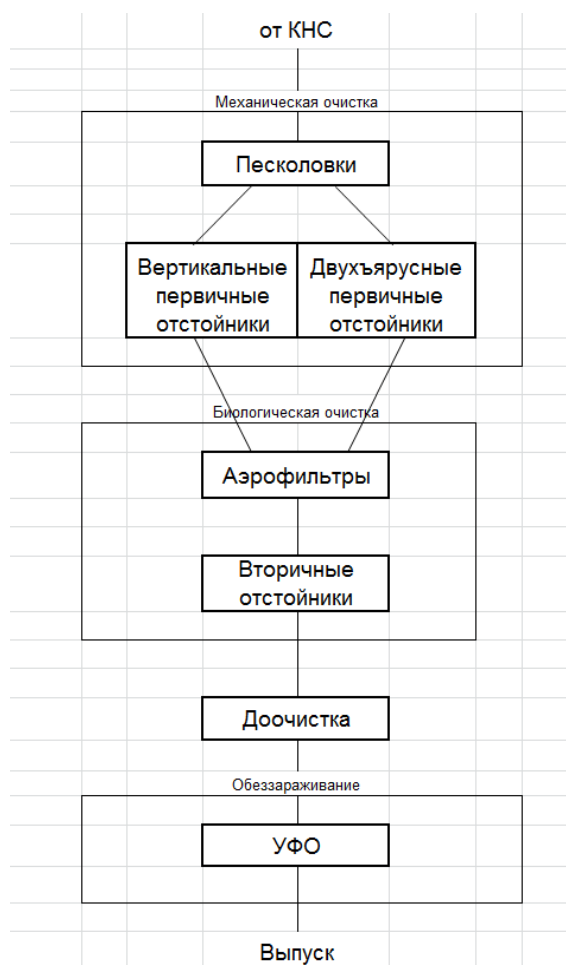 от КНС
Механическая очистка
Песколовки
Вертикальные
первичные
отстойники
Двухъярусные
первичные
отстойники
Биологическая очистка
Аэрофильтры
Вторичные
отстойники
Доочистка
Обеззараживание
УФО
Выпуск